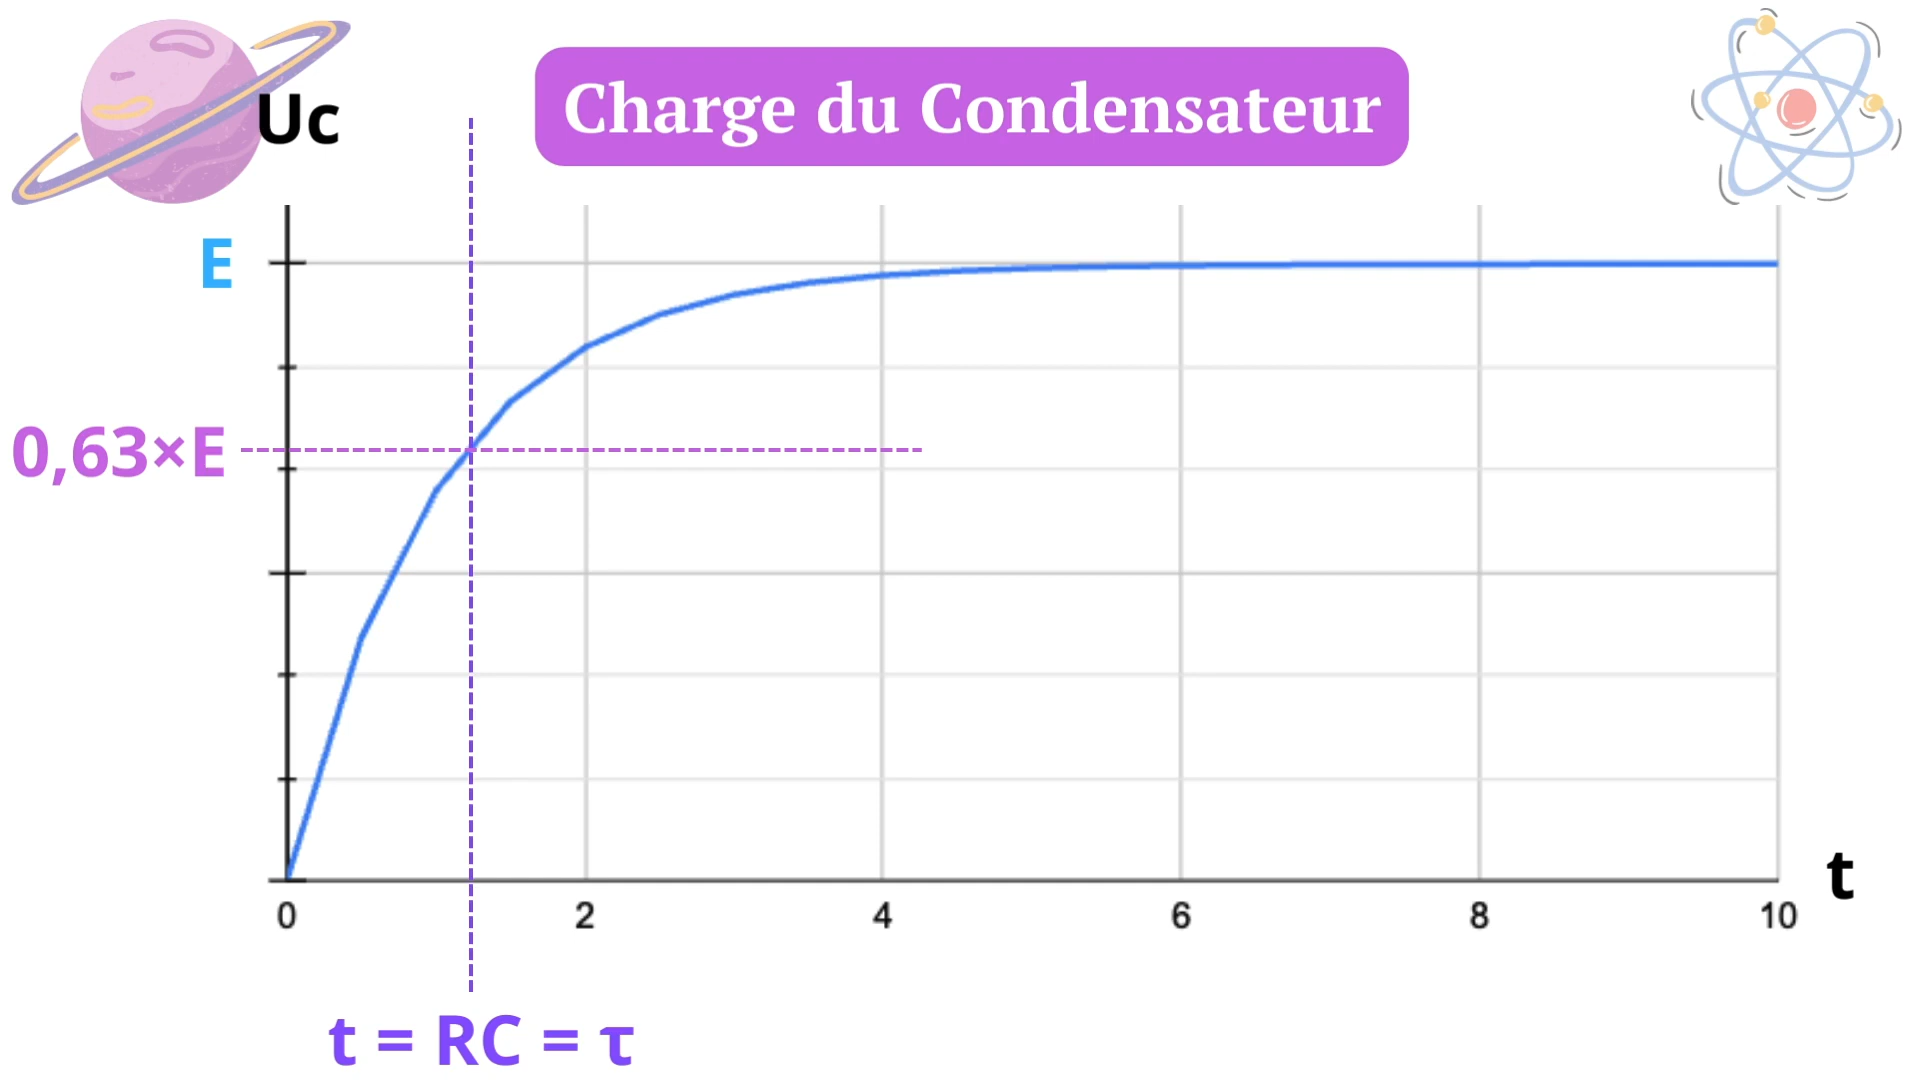 Charge du Condensateur
Uc
E
0,63×E
t
0 2 4 6 8 10
t = RC = τ